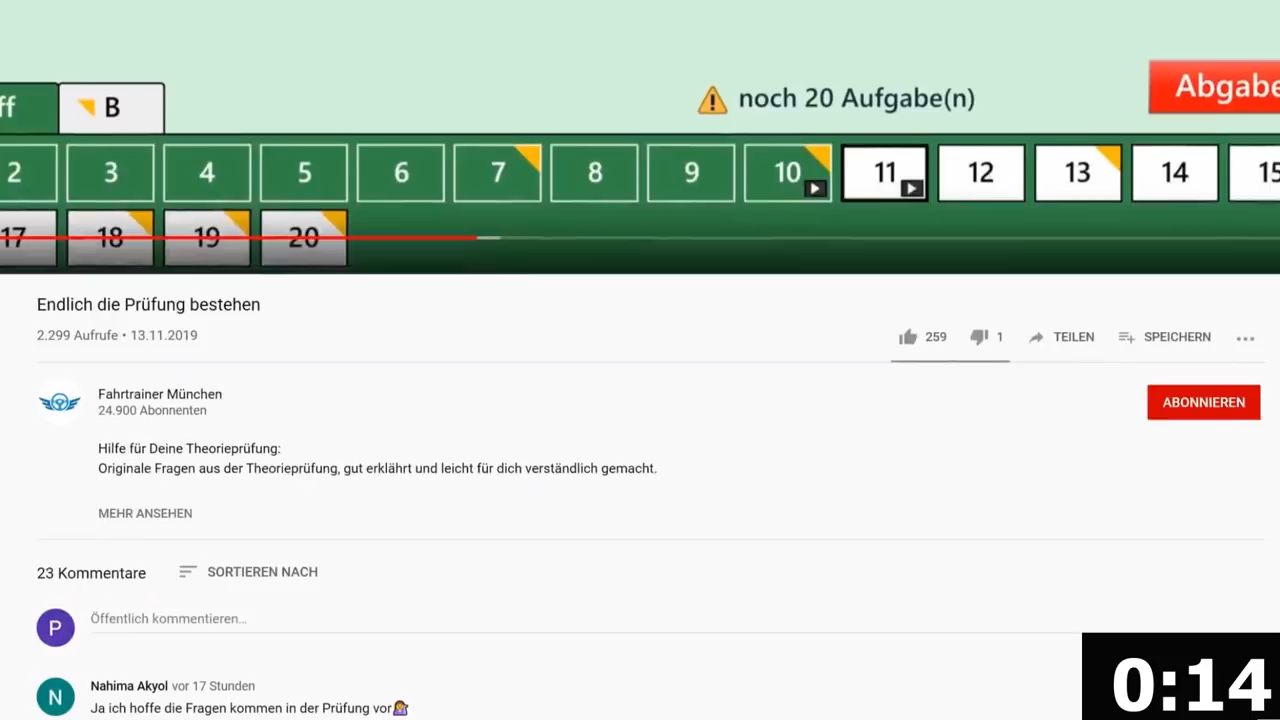 ff
B
noch 20 Aufgabe(n)
Abgabe
2 3 4 5 6 7 8 9 10 11 12 13 14 15
17 18 19 20
Endlich die Prüfung bestehen
2.299 Aufrufe • 13.11.2019
259 1 TEILEN SPEICHERN
Fahrtrainer München
24.900 Abonnenten
ABONNIEREN
Hilfe für Deine Theorieprüfung:
Originale Fragen aus der Theorieprüfung, gut erklährt und leicht für dich verständlich gemacht.
MEHR ANSEHEN
23 Kommentare SORTIEREN NACH
P
Öffentlich kommentieren...
N
Nahima Akyol vor 17 Stunden
Ja ich hoffe die Fragen kommen in der Prüfung vor🙋
0:14